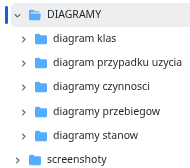 DIAGRAMY
diagram klas
diagram przypadku uzycia
diagramy czynnosci
diagramy przebiegow
diagramy stanow
screenshoty